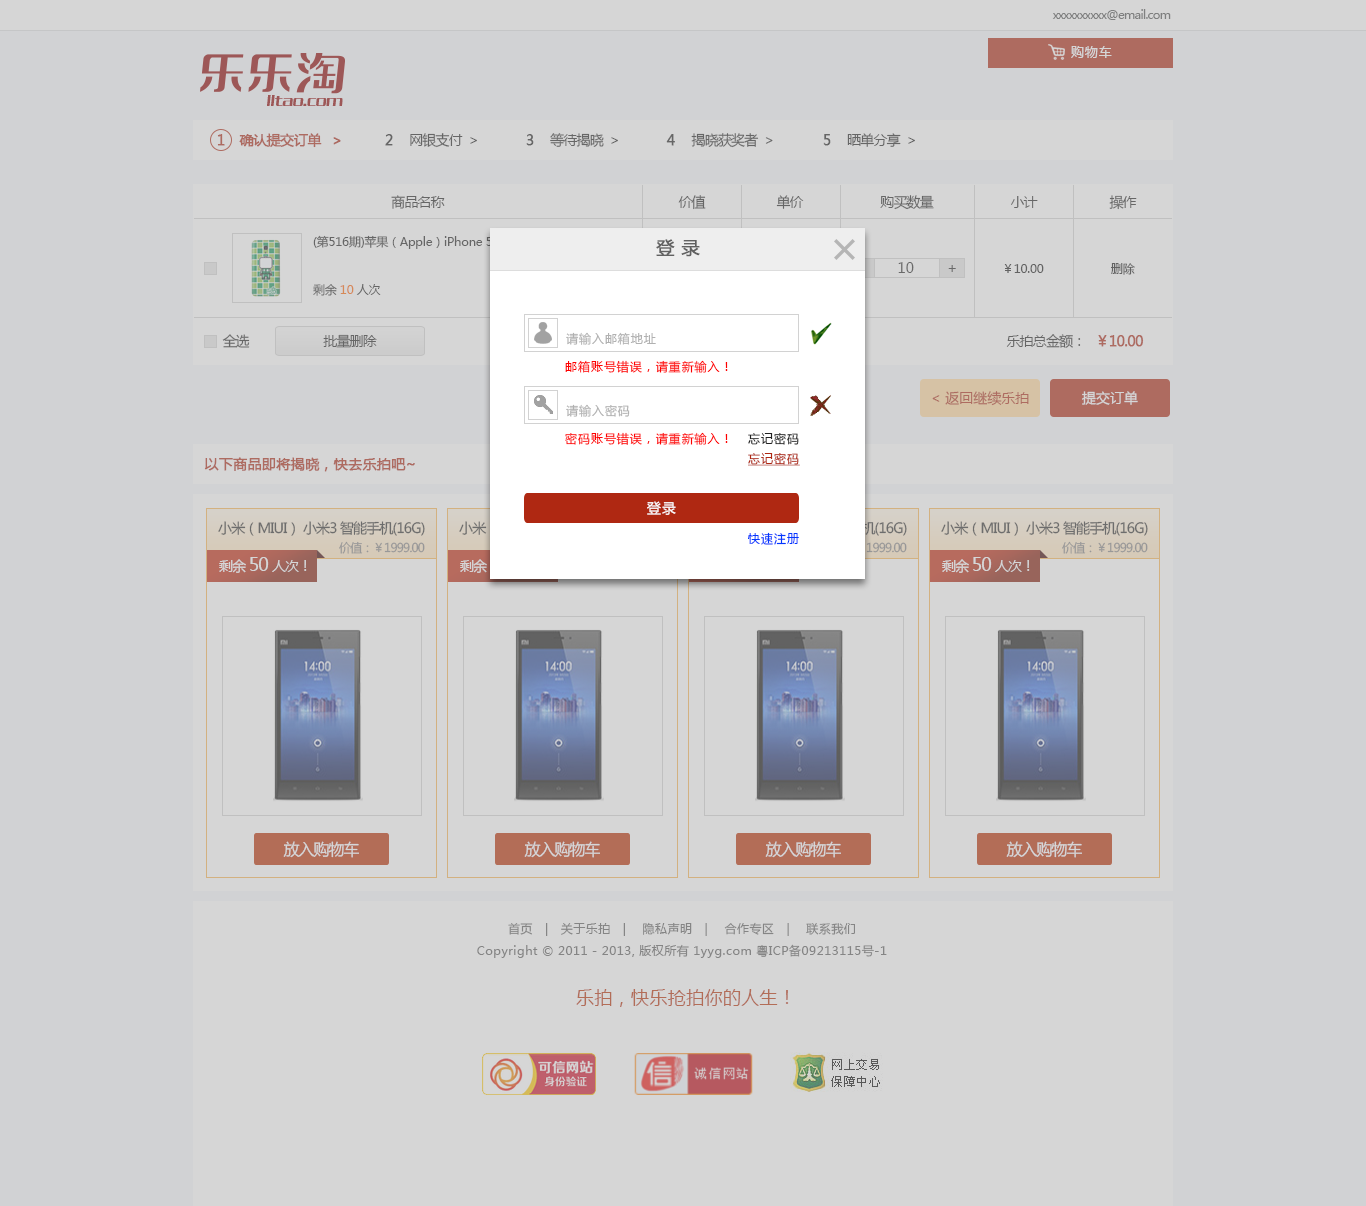 xxxxxxxxxx@email.com
购物车
乐乐淘
lltao.com
1 确认提交订单 > 2 网银支付 > 3 等待揭晓 > 4 揭晓获奖者 > 5 晒单分享 >
商品名称 价值 单价 购买数量 小计 操作
(第516期)苹果（Apple）iPhone 5
剩余 10 人次
10 +
￥10.00
删除
全选 批量删除
乐拍总金额： ￥10.00
< 返回继续乐拍 提交订单
登 录
请输入邮箱地址
邮箱账号错误，请重新输入！
请输入密码
密码账号错误，请重新输入！ 忘记密码
忘记密码
登录
快速注册
以下商品即将揭晓，快去乐拍吧~
小米（MIUI） 小米3 智能手机(16G)
价值：￥1999.00
剩余 50 人次！
14:00
放入购物车
小米
剩余
14:00
放入购物车
机(16G)
1999.00
14:00
放入购物车
小米（MIUI） 小米3 智能手机(16G)
价值：￥1999.00
剩余 50 人次！
14:00
放入购物车
首页 | 关于乐拍 | 隐私声明 | 合作专区 | 联系我们
Copyright © 2011 - 2013, 版权所有 1yyg.com 粤ICP备09213115号-1
乐拍，快乐抢拍你的人生！
可信网站
身份验证
信 诚信网站
网上交易
保障中心